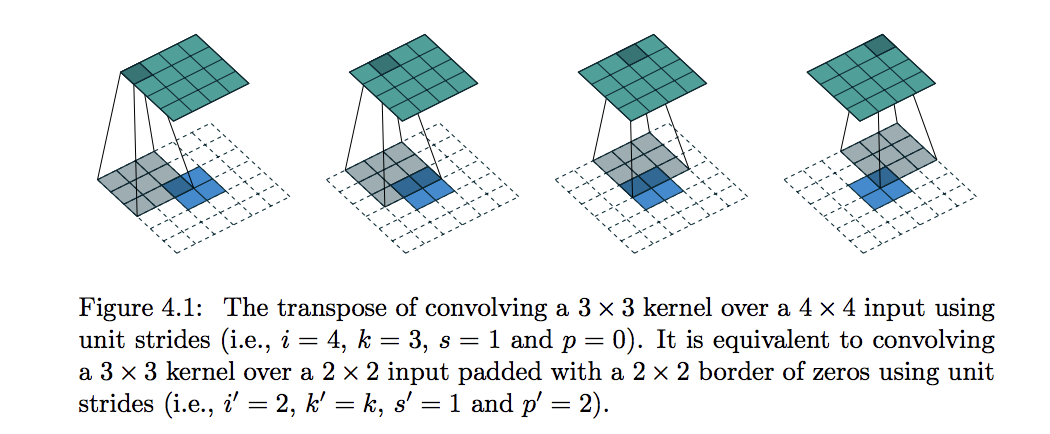 Figure 4.1: The transpose of convolving a 3 × 3 kernel over a 4 × 4 input using
unit strides (i.e., i = 4, k = 3, s = 1 and p = 0). It is equivalent to convolving
a 3 × 3 kernel over a 2 × 2 input padded with a 2 × 2 border of zeros using unit
strides (i.e., i′ = 2, k′ = k, s′ = 1 and p′ = 2).